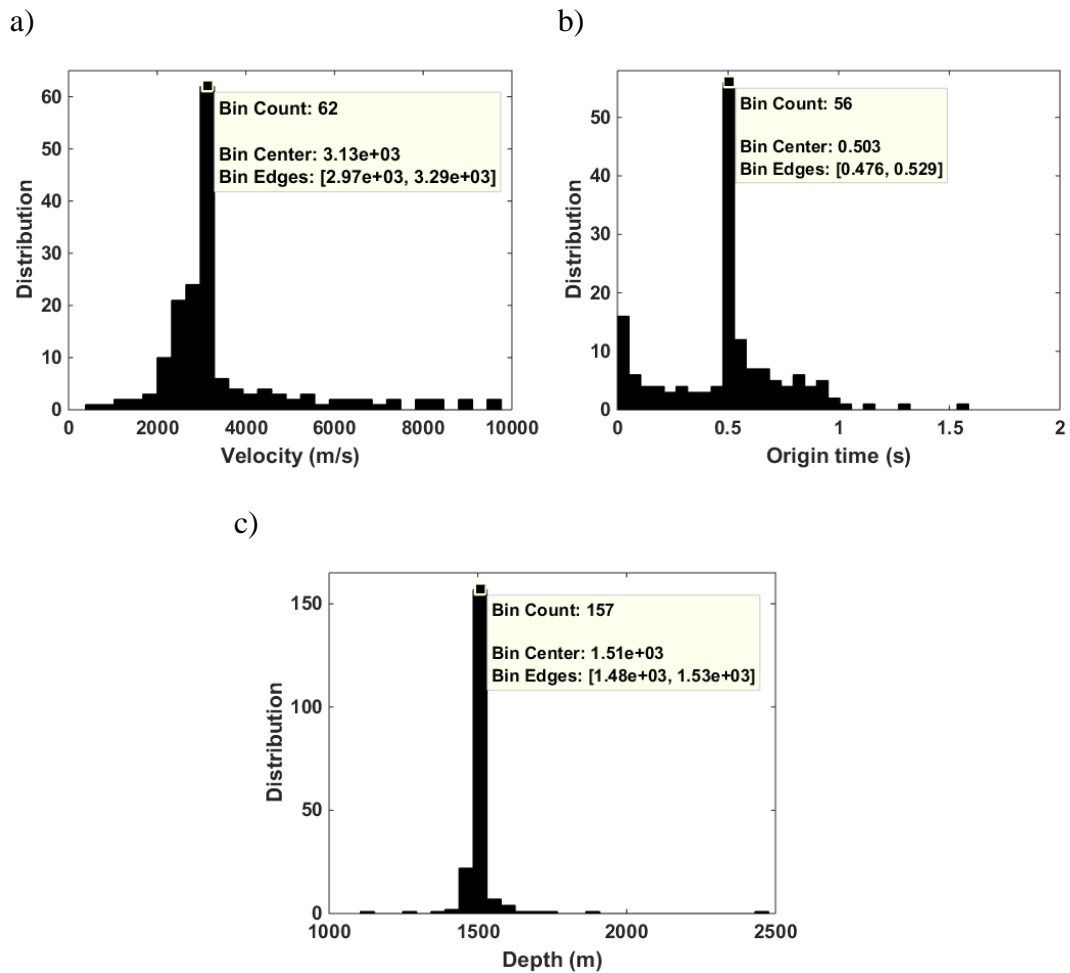 a)
b)
60
50
40
30
20
10
0
Distribution
0 2000 4000 6000 8000 10000
Velocity (m/s)
Bin Count: 62
Bin Center: 3.13e+03
Bin Edges: [2.97e+03, 3.29e+03]
50
40
30
20
10
0
Distribution
0 0.5 1 1.5 2
Origin time (s)
Bin Count: 56
Bin Center: 0.503
Bin Edges: [0.476, 0.529]
c)
150
100
50
0
Distribution
1000 1500 2000 2500
Depth (m)
Bin Count: 157
Bin Center: 1.51e+03
Bin Edges: [1.48e+03, 1.53e+03]